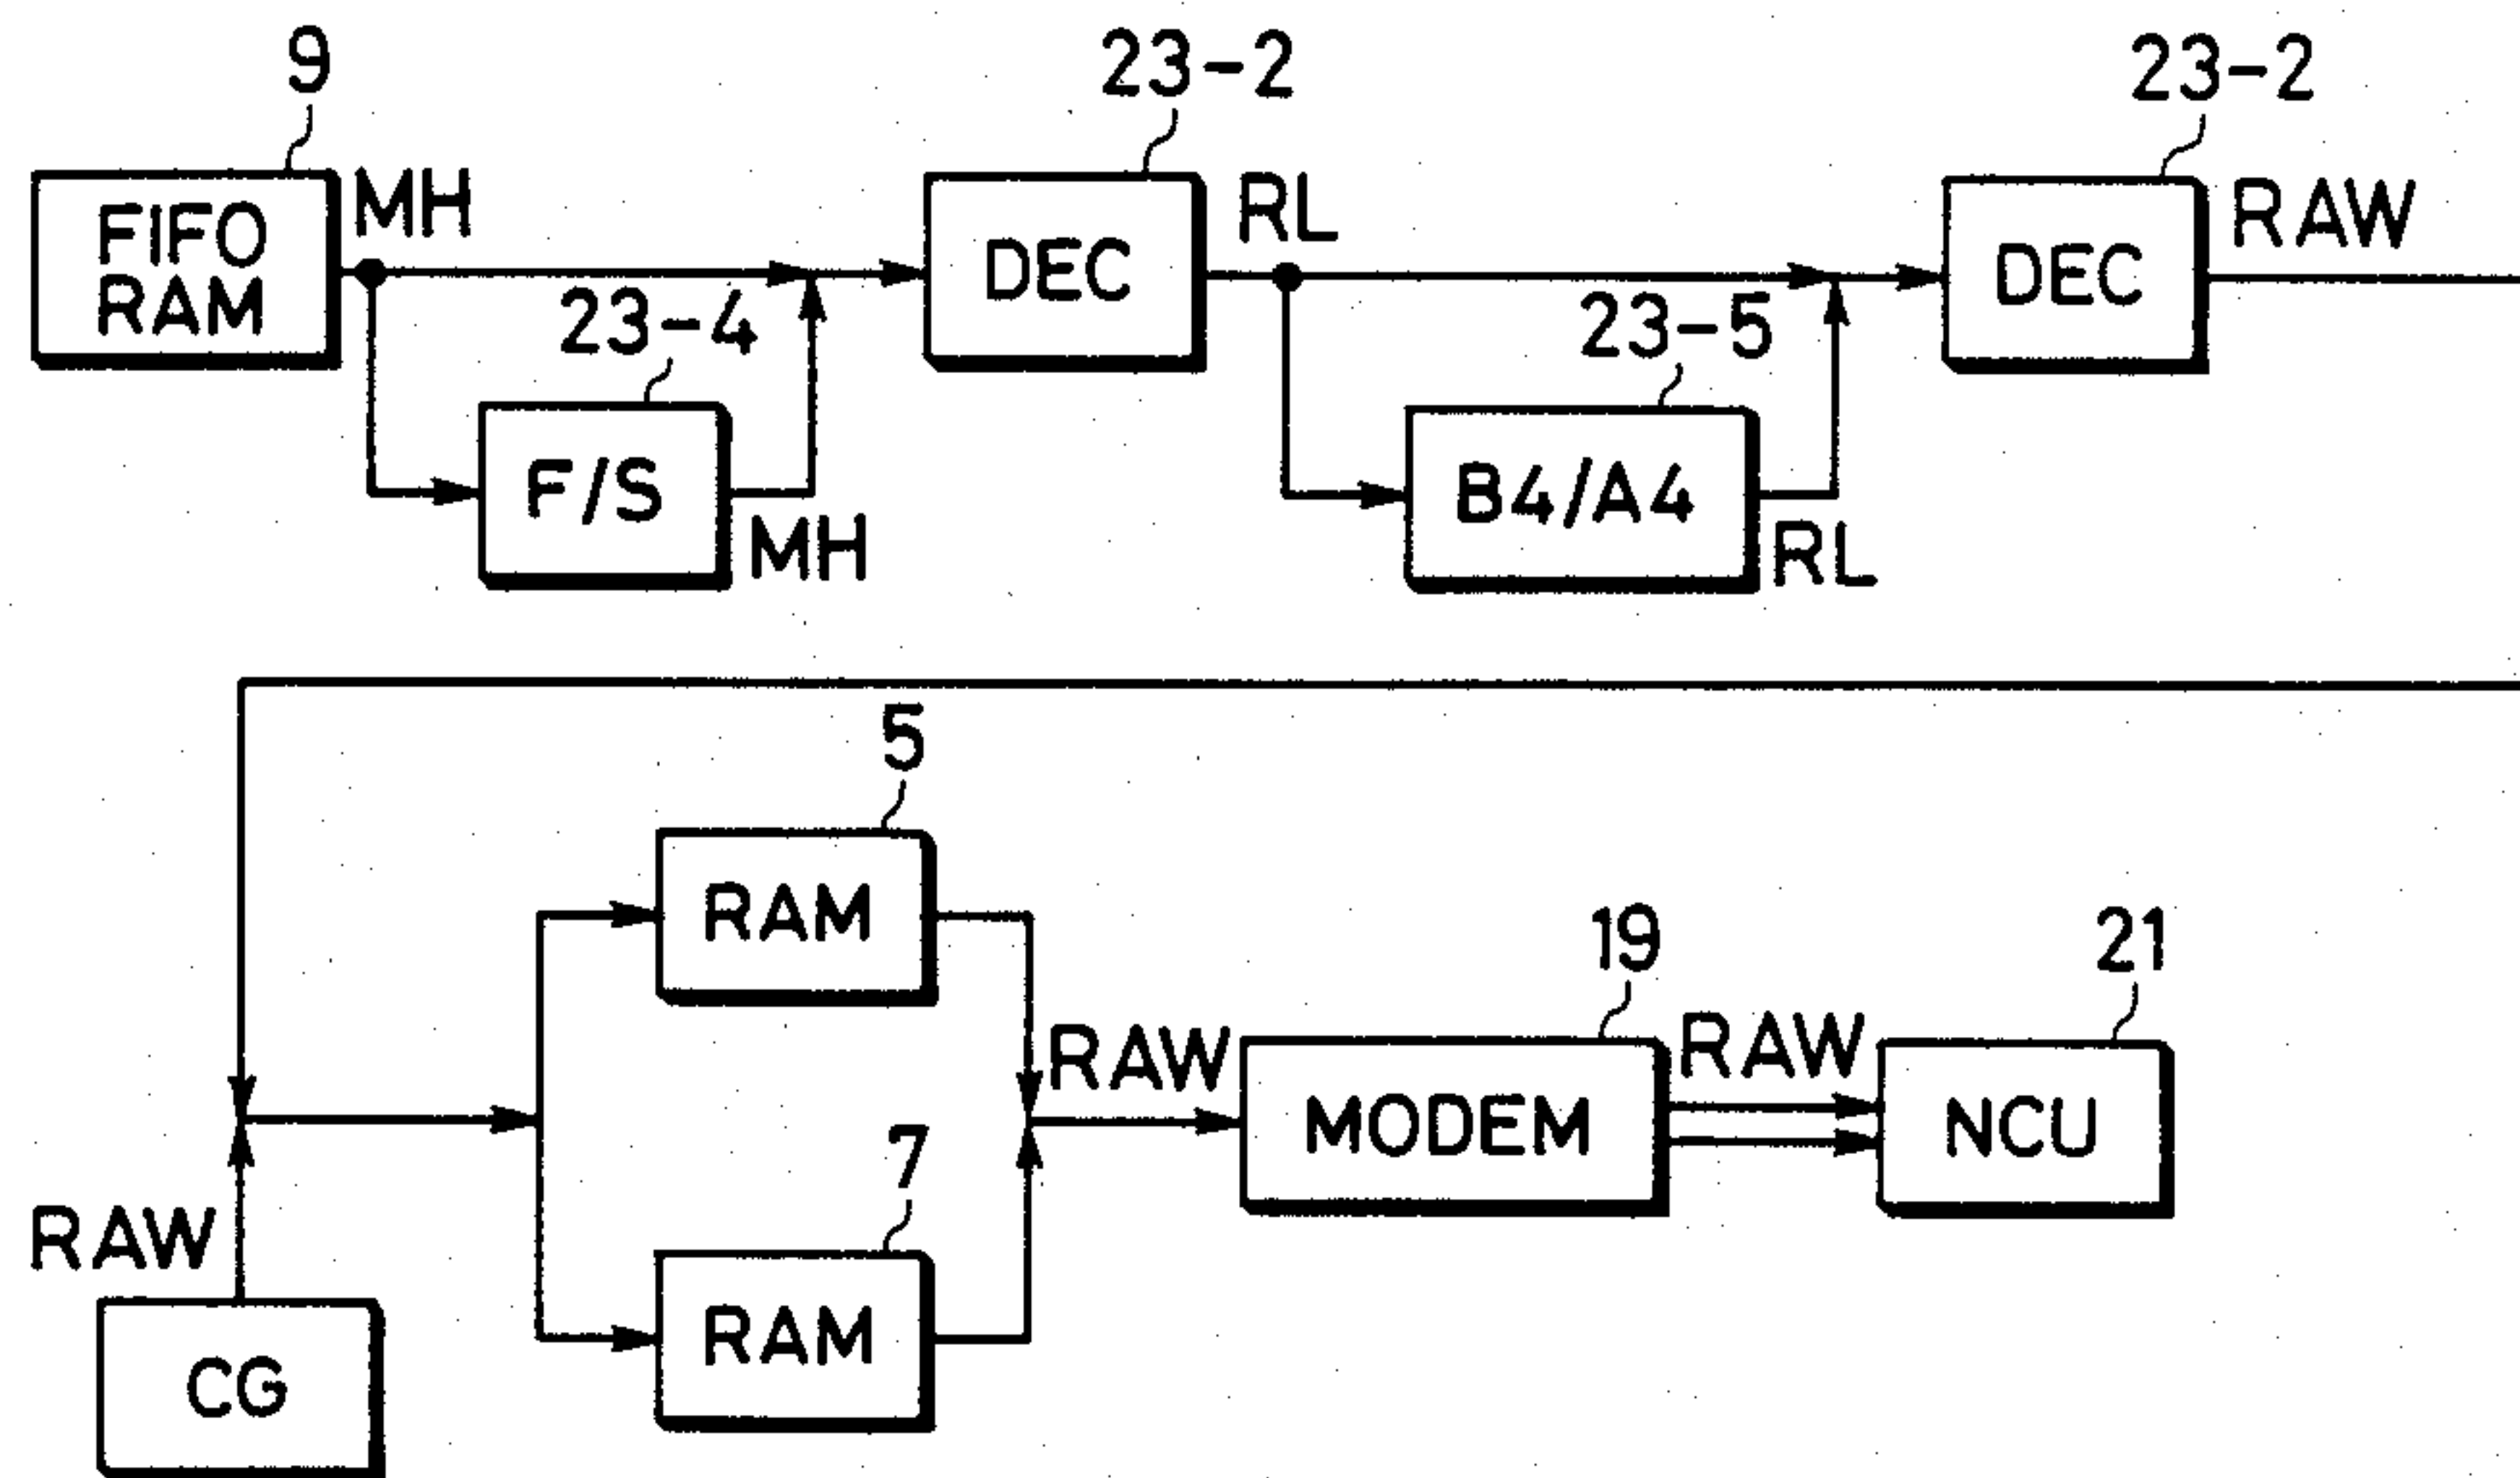 9
23-2
23-2
FIFO
RAM
MH
DEC
RL
DEC
RAW
23-4
23-5
F/S
MH
B4/A4
RL
5
RAM
19
21
RAW
MODEM
RAW
NCU
7
RAW
RAM
CG